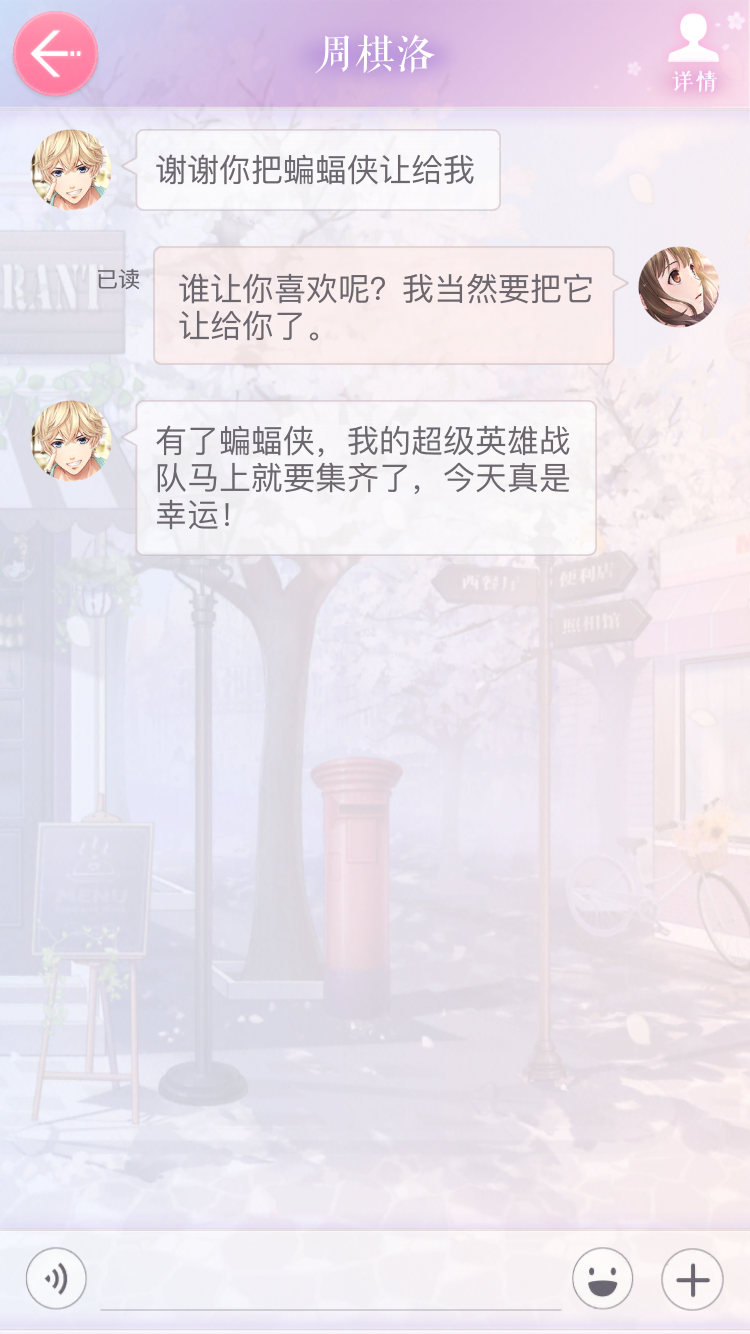 周棋洛
详情
谢谢你把蝙蝠侠让给我
已读
谁让你喜欢呢？我当然要把它
让给你了。
有了蝙蝠侠，我的超级英雄战
队马上就要集齐了，今天真是
幸运！
RANT
西餐厅
便利店
照相馆
MENU